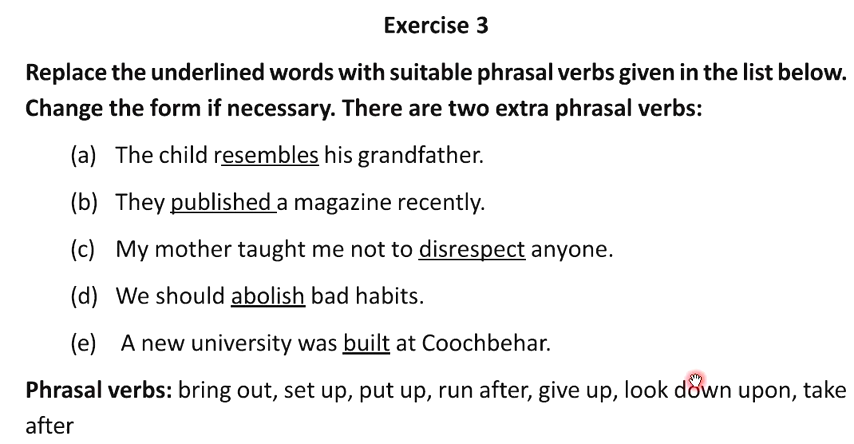 Exercise 3
Replace the underlined words with suitable phrasal verbs given in the list below.
Change the form if necessary. There are two extra phrasal verbs:
(a) The child resembles his grandfather.
(b) They published a magazine recently.
(c) My mother taught me not to disrespect anyone.
(d) We should abolish bad habits.
(e) A new university was built at Coochbehar.
Phrasal verbs: bring out, set up, put up, run after, give up, look down upon, take
after